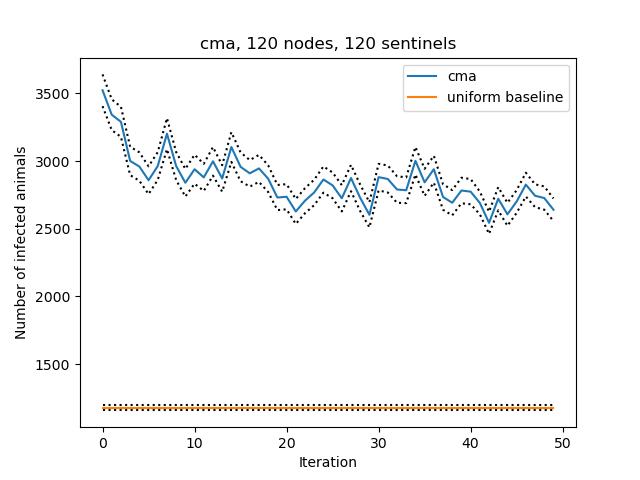 cma, 120 nodes, 120 sentinels
cma
uniform baseline
Number of infected animals
3500
3000
2500
2000
1500
0 10 20 30 40 50
Iteration